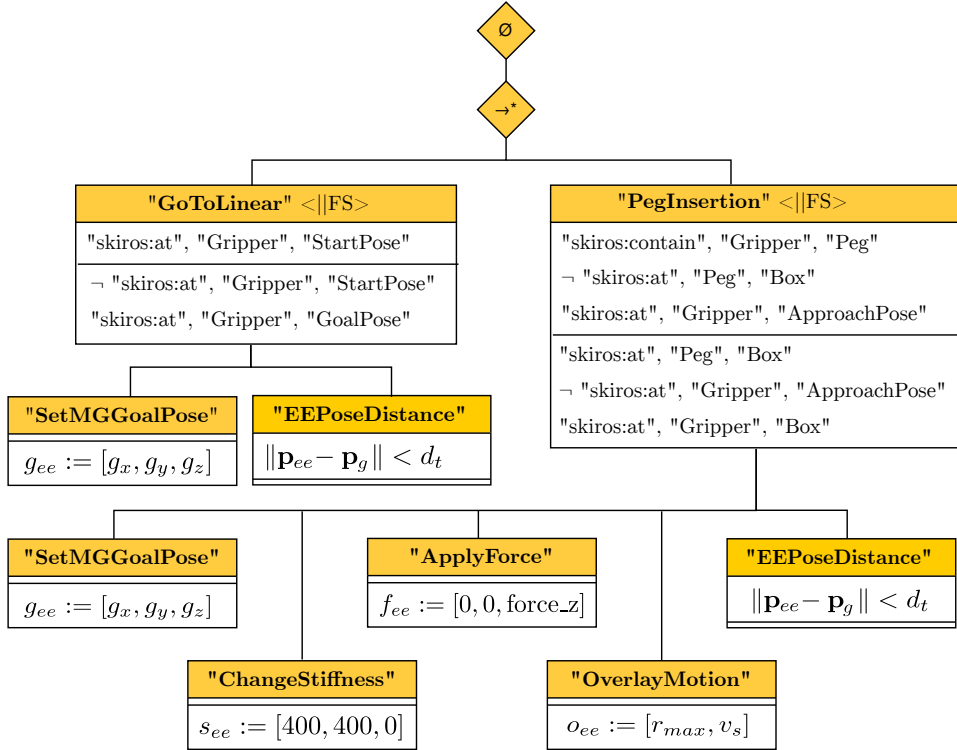 Ø
→*
"GoToLinear" <||FS>
"skiros:at", "Gripper", "StartPose"
¬ "skiros:at", "Gripper", "StartPose"
"skiros:at", "Gripper", "GoalPose"
"PegInsertion" <||FS>
"skiros:contain", "Gripper", "Peg"
¬ "skiros:at", "Peg", "Box"
"skiros:at", "Gripper", "ApproachPose"
"skiros:at", "Peg", "Box"
¬ "skiros:at", "Gripper", "ApproachPose"
"skiros:at", "Gripper", "Box"
"SetMGGoalPose"
g_ee := [g_x, g_y, g_z]
"EEPoseDistance"
‖p_ee − p_g‖ < d_t
"SetMGGoalPose"
g_ee := [g_x, g_y, g_z]
"ApplyForce"
f_ee := [0, 0, force_z]
"EEPoseDistance"
‖p_ee − p_g‖ < d_t
"ChangeStiffness"
s_ee := [400, 400, 0]
"OverlayMotion"
o_ee := [r_max, v_s]